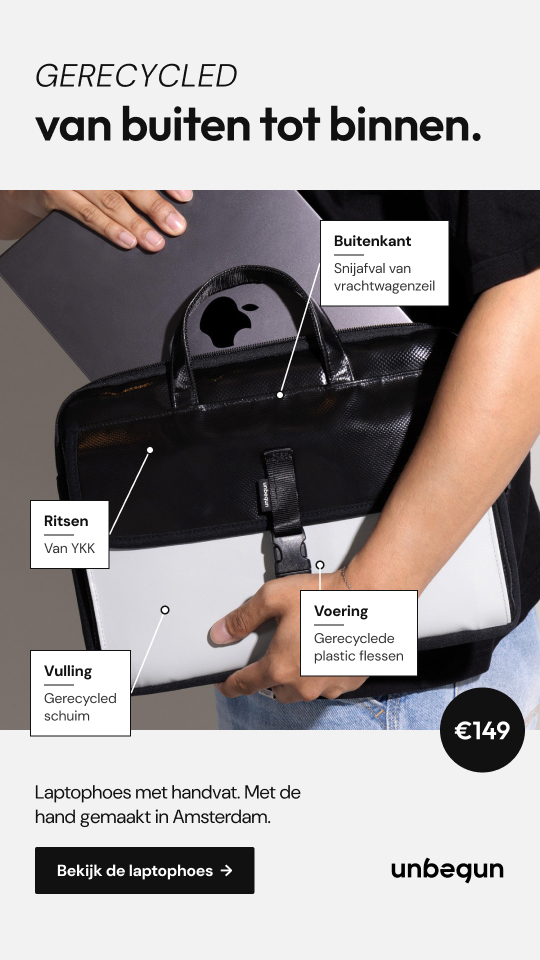 GERECYCLED
van buiten tot binnen.
Buitenkant
Snijafval van
vrachtwagenzeil
unbegun
Ritsen
Van YKK
Voering
Gerecyclede
plastic flessen
Vulling
Gerecycled
schuim
€149
Laptophoes met handvat. Met de
hand gemaakt in Amsterdam.
Bekijk de laptophoes →
unbegun